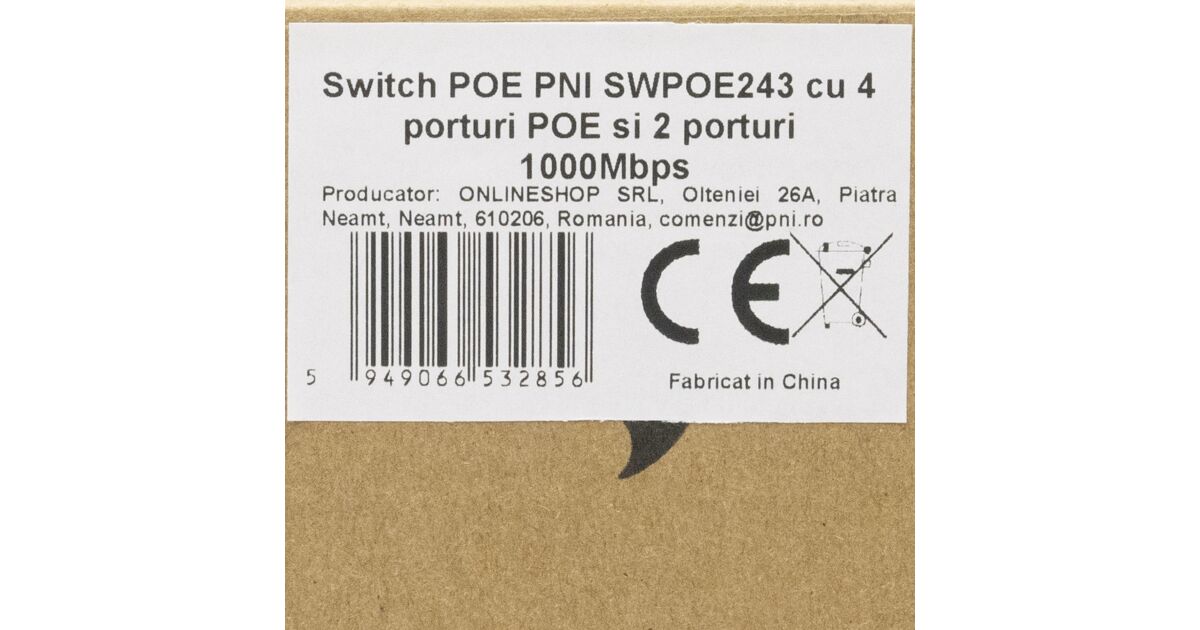 Switch POE PNI SWPOE243 cu 4
porturi POE si 2 porturi
1000Mbps
Producator: ONLINESHOP SRL, Olteniei 26A, Piatra
Neamt, Neamt, 610206, Romania, comenzi@pni.ro
CE
5 949066 532856
Fabricat in China